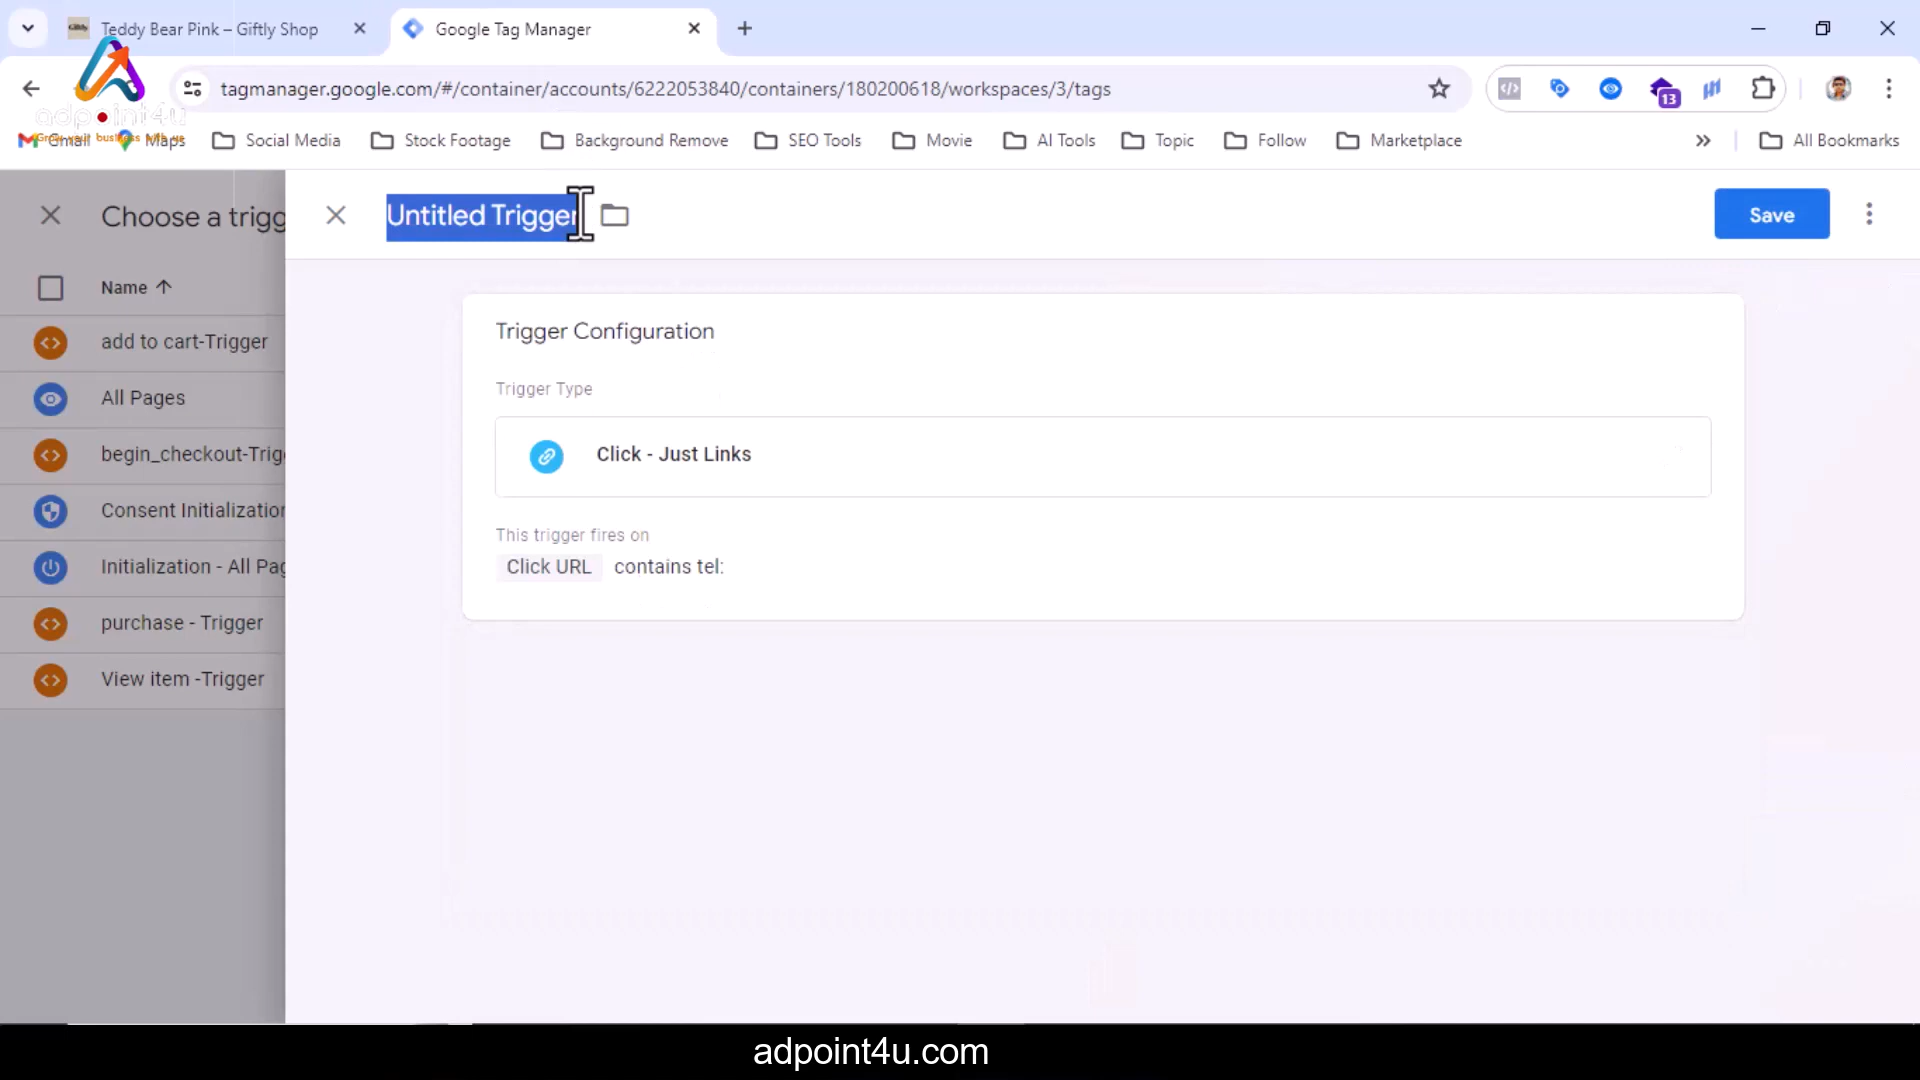 Teddy Bear Pink – Giftly Shop
Google Tag Manager
tagmanager.google.com/#/container/accounts/6222053840/containers/180200618/workspaces/3/tags
13
adpoint4u
Grow your business with us
Gmail
Maps
Social Media
Stock Footage
Background Remove
SEO Tools
Movie
AI Tools
Topic
Follow
Marketplace
All Bookmarks
Choose a trigg
Untitled Trigger
Save
Name
add to cart-Trigger
All Pages
begin_checkout-Trigg
Consent Initialization
Initialization - All Pag
purchase - Trigger
View item -Trigger
Trigger Configuration
Trigger Type
Click - Just Links
This trigger fires on
Click URL contains tel:
adpoint4u.com